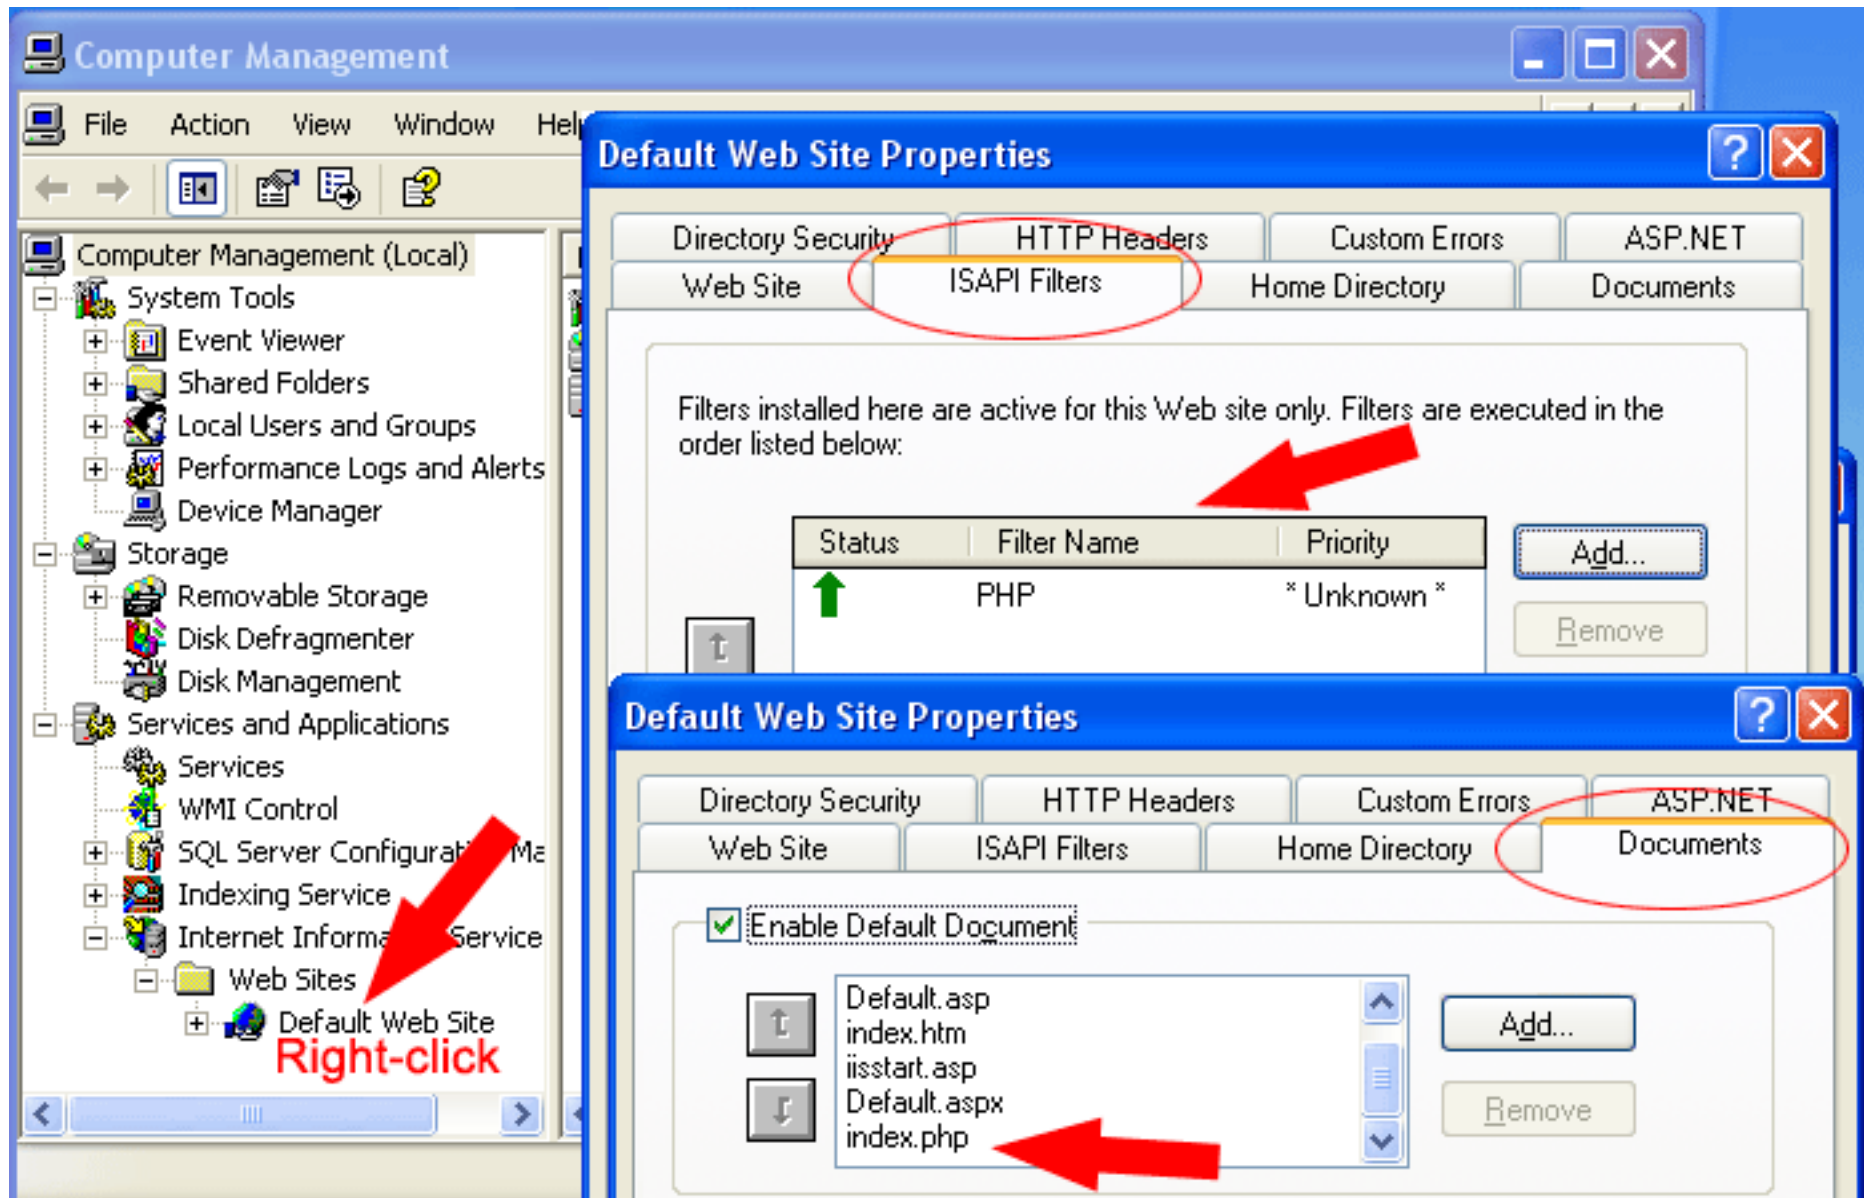 Computer Management
File Action View Window Help
Computer Management (Local)
System Tools
Event Viewer
Shared Folders
Local Users and Groups
Performance Logs and Alerts
Device Manager
Storage
Removable Storage
Disk Defragmenter
Disk Management
Services and Applications
Services
WMI Control
SQL Server Configurati Ma
Indexing Service
Internet Informa Service
Web Sites
Default Web Site
Right-click
Default Web Site Properties
Directory Security HTTP Headers Custom Errors ASP.NET
Web Site ISAPI Filters Home Directory Documents
Filters installed here are active for this Web site only. Filters are executed in the
order listed below:
Status Filter Name Priority
PHP * Unknown *
Add...
Remove
Default Web Site Properties
Directory Security HTTP Headers Custom Errors ASP.NET
Web Site ISAPI Filters Home Directory Documents
Enable Default Document
Default.asp
index.htm
iisstart.asp
Default.aspx
index.php
Add...
Remove